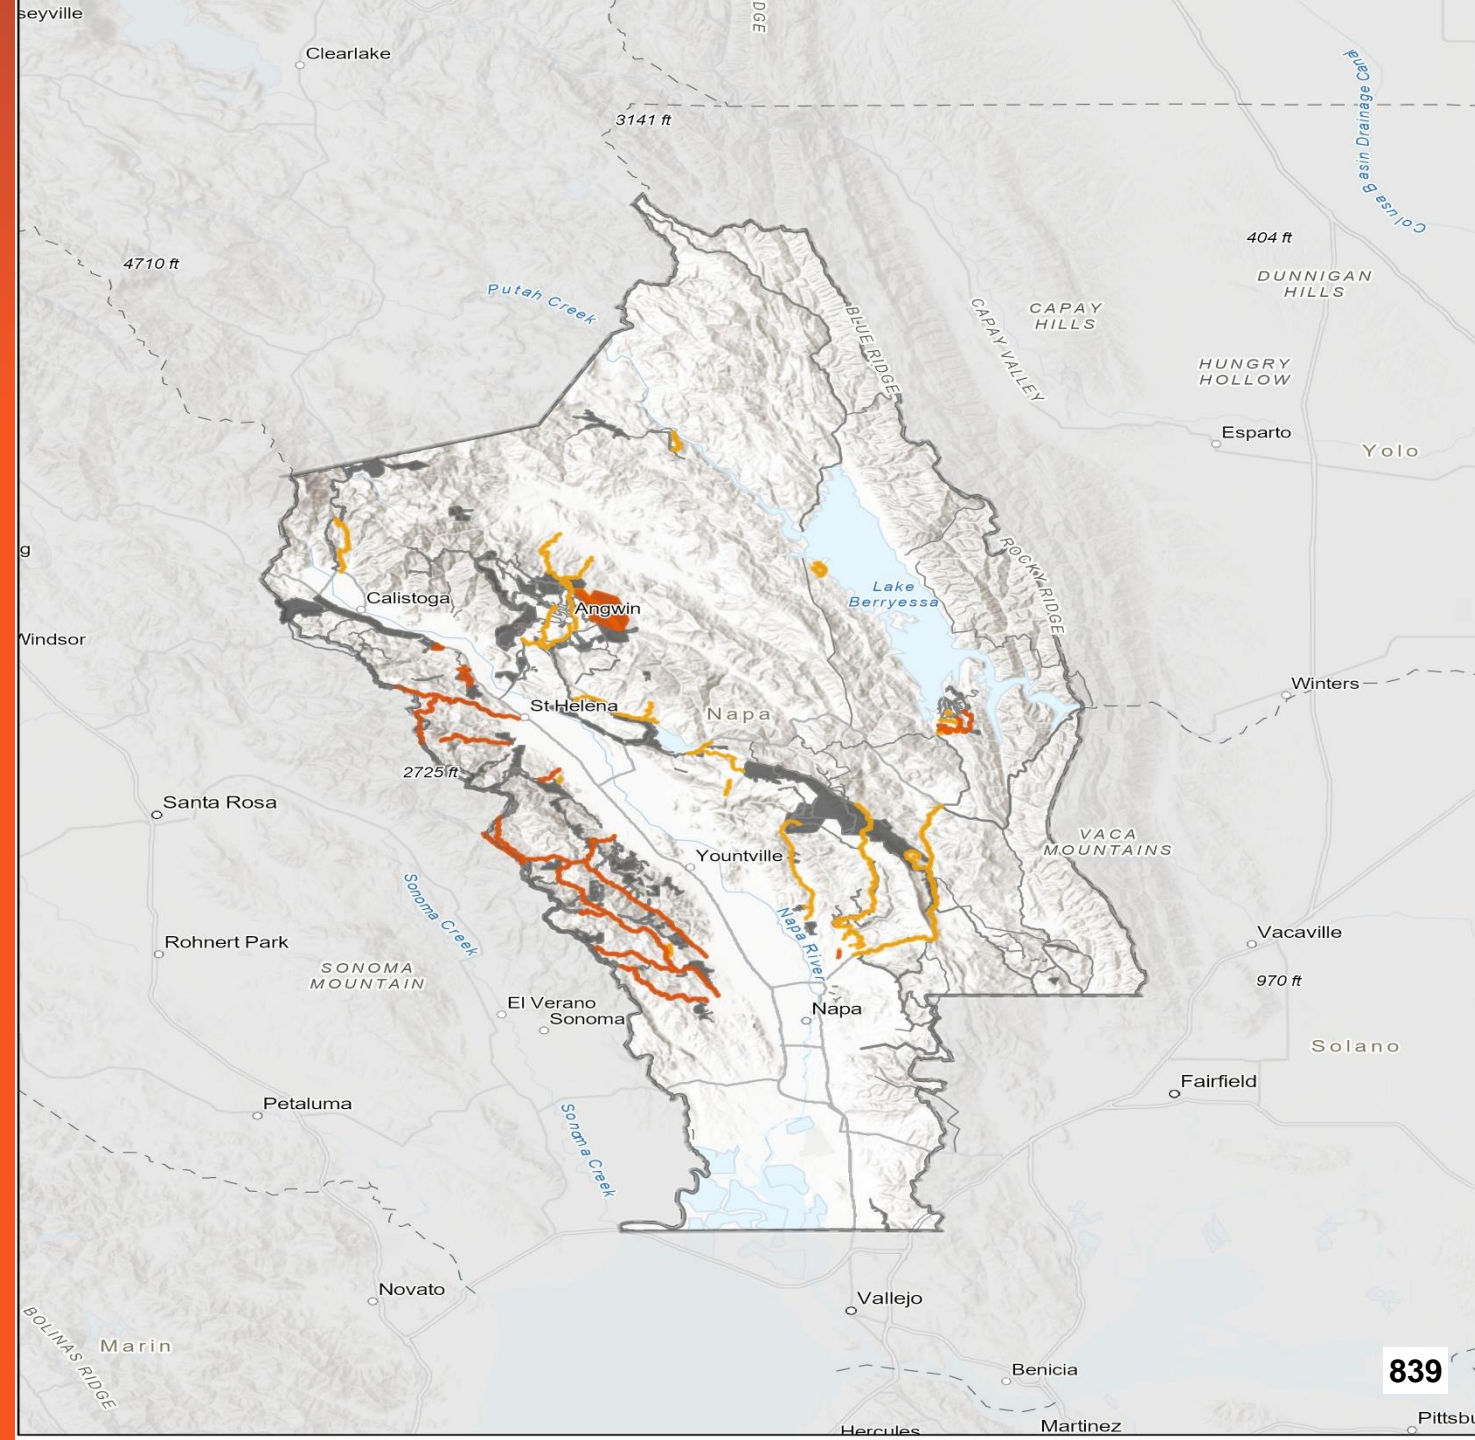 seyville
Clearlake
DGE
Colusa Basin Drainage Canal
3141 ft
404 ft
4710 ft
DUNNIGAN
HILLS
Putah Creek
CAPAY
HILLS
BLUE RIDGE
CAPAY VALLEY
HUNGRY
HOLLOW
Esparto
Yolo
g
ROCKY RIDGE
Calistoga
Angwin
Lake
Berryessa
Windsor
Winters
St Helena
Napa
2725 ft
Santa Rosa
VACA
MOUNTAINS
Yountville
Sonoma Creek
Napa River
Vacaville
Rohnert Park
SONOMA
MOUNTAIN
970 ft
El Verano
Sonoma
Napa
Solano
Fairfield
Petaluma
Sonoma Creek
Novato
Vallejo
BOLINAS RIDGE
Marin
Benicia
839
Hercules
Martinez
Pittsbu